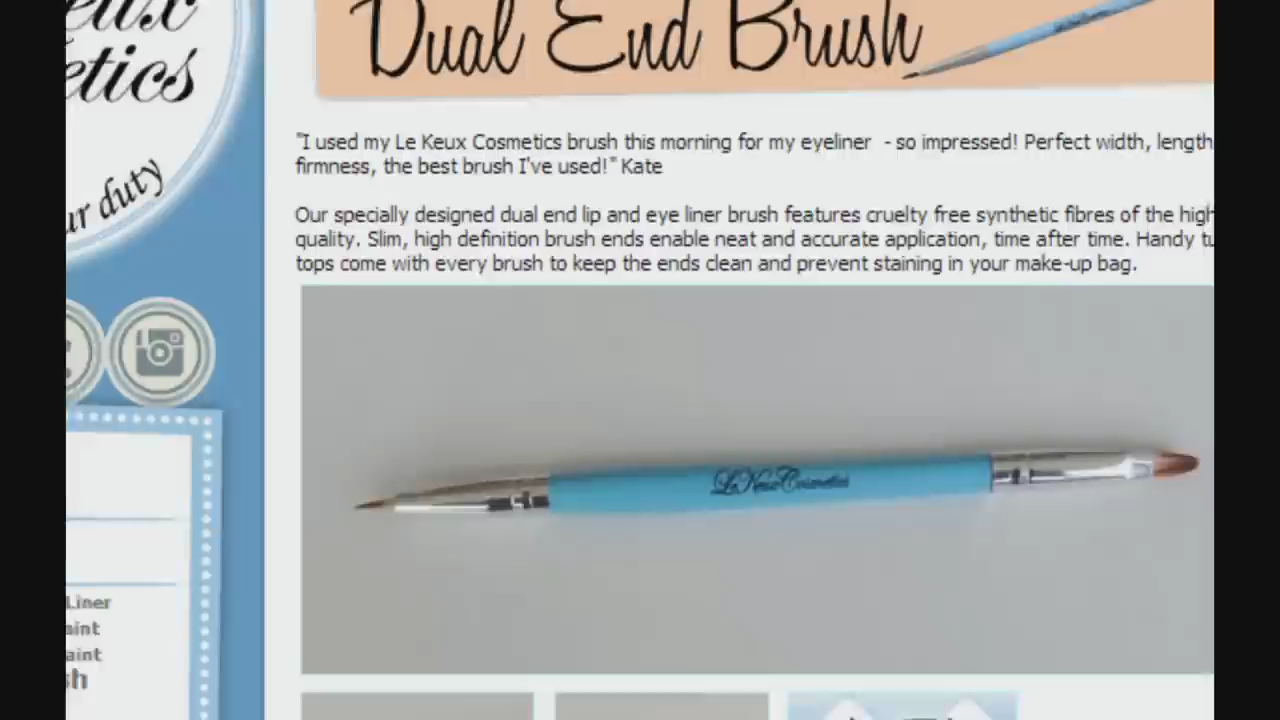 etics
ur duty
Dual End Brush
"I used my Le Keux Cosmetics brush this morning for my eyeliner - so impressed! Perfect width, length
firmness, the best brush I've used!" Kate
Our specially designed dual end lip and eye liner brush features cruelty free synthetic fibres of the high
quality. Slim, high definition brush ends enable neat and accurate application, time after time. Handy tu
tops come with every brush to keep the ends clean and prevent staining in your make-up bag.
Le Keux Cosmetics
Liner
aint
aint
sh